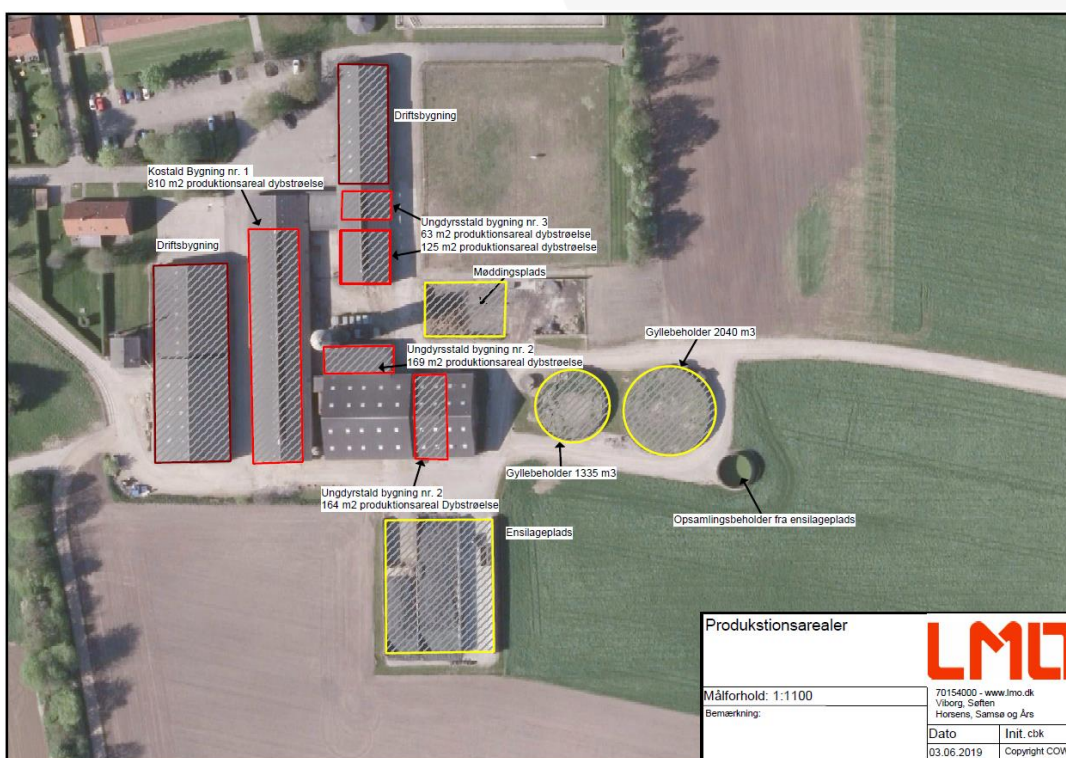 Driftsbygning
Kostald Bygning nr. 1
810 m2 produktionsareal dybstrøelse
Ungdyrsstald bygning nr. 3
63 m2 produktionsareal dybstrøelse
125 m2 produktionsareal dybstrøelse
Driftsbygning
Møddingsplads
Gyllebeholder 2040 m3
Ungdyrsstald bygning nr. 2
169 m2 produktionsareal dybstrøelse
Gyllebeholder 1335 m3
Ungdyrstald bygning nr. 2
164 m2 produktionsareal Dybstrøelse
Opsamlingsbeholder fra ensilageplads
Ensilageplads
Produkstionsarealer
LMO
Målforhold: 1:1100
Bemærkning:
70154000 - www.lmo.dk
Viborg, Søften
Horsens, Samsø og Års
Dato
Init. cbk
03.06.2019
Copyright COW